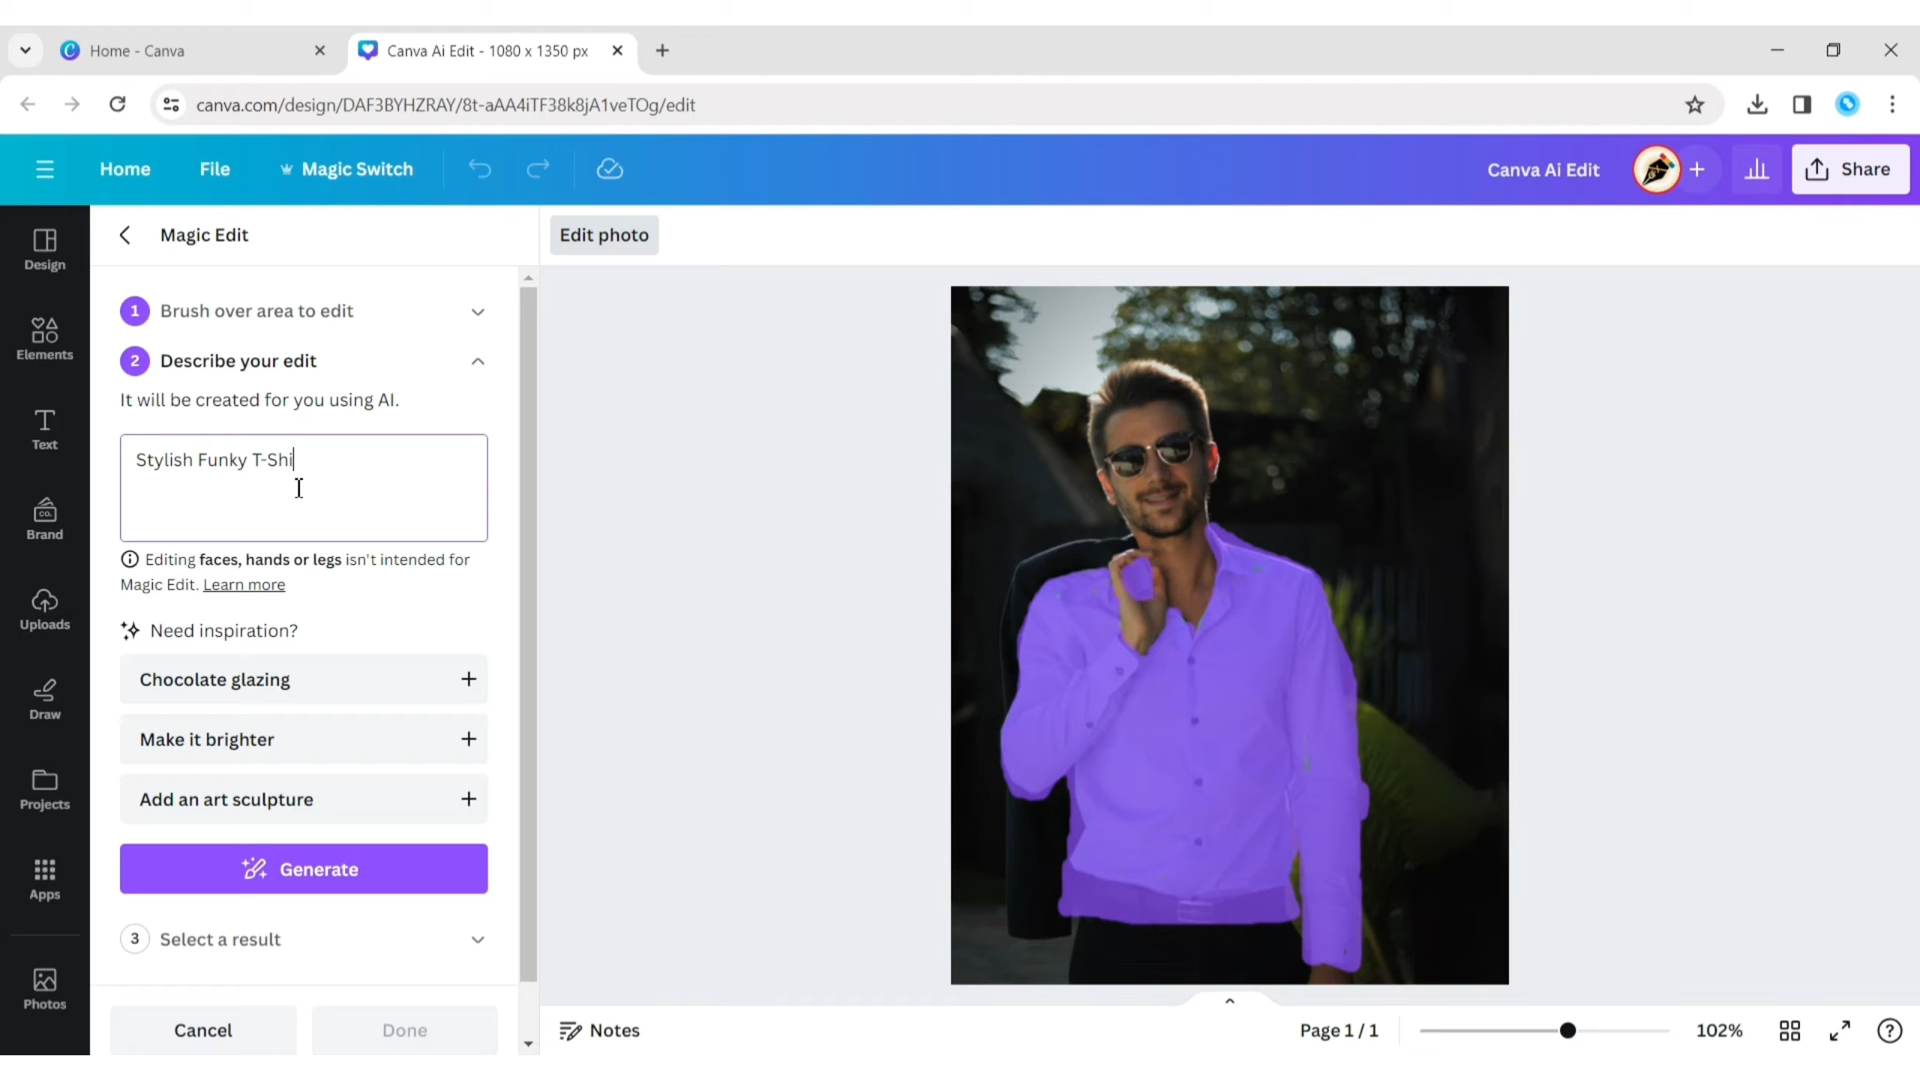 Home - Canva
Canva Ai Edit - 1080 x 1350 px
canva.com/design/DAF3BYHZRAY/8t-aAA4iTF38k8jA1veTOg/edit
Home
File
Magic Switch
Canva Ai Edit
Share
Design
Elements
Text
Brand
CO.
Uploads
Draw
Projects
Apps
Photos
Magic Edit
Edit photo
1 Brush over area to edit
2 Describe your edit
It will be created for you using AI.
Stylish Funky T-Shi
Editing faces, hands or legs isn't intended for
Magic Edit. Learn more
Need inspiration?
Chocolate glazing
Make it brighter
Add an art sculpture
Generate
3 Select a result
Cancel
Done
Notes
Page 1 / 1
102%